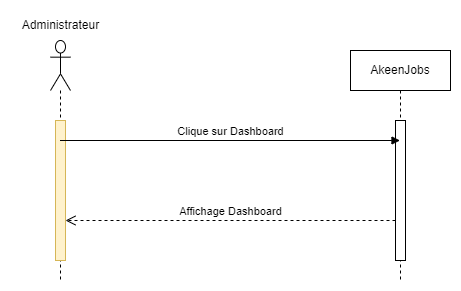 Administrateur
AkeenJobs
Clique sur Dashboard
Affichage Dashboard